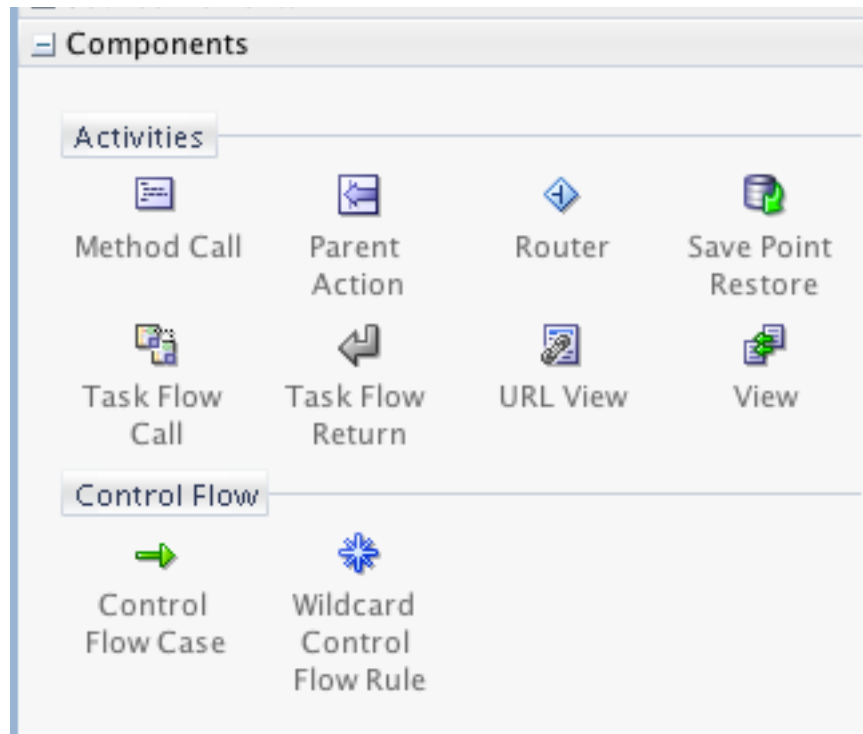 Components
Activities
Method Call
Parent
Action
Router
Save Point
Restore
Task Flow
Call
Task Flow
Return
URL View
View
Control Flow
Control
Flow Case
Wildcard
Control
Flow Rule